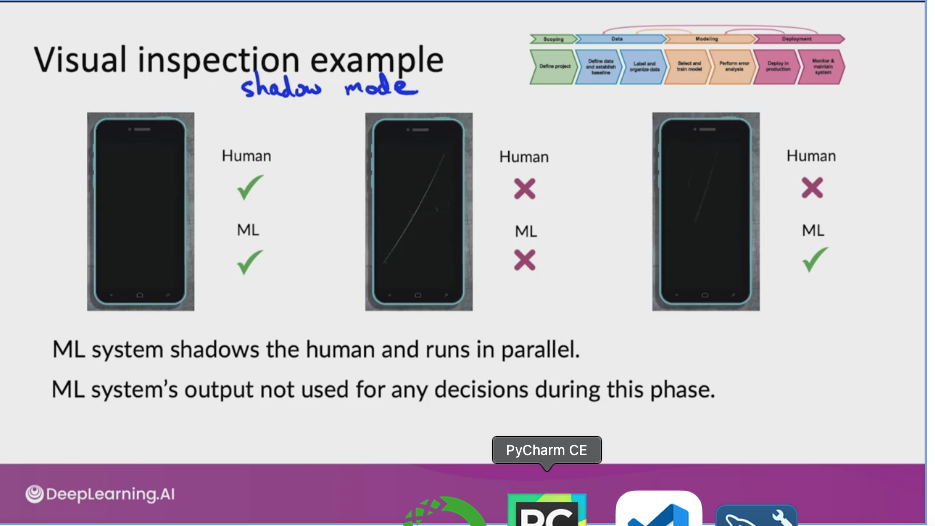 Visual inspection example
shadow mode
Scoping Data Modeling Deployment
Define project
Define data and establish baseline
Label and organize data
Select and train model
Perform error analysis
Deploy in production
Monitor & maintain system
Human
ML
Human
ML
Human
ML
ML system shadows the human and runs in parallel.
ML system's output not used for any decisions during this phase.
PyCharm CE
DeepLearning.AI
PC